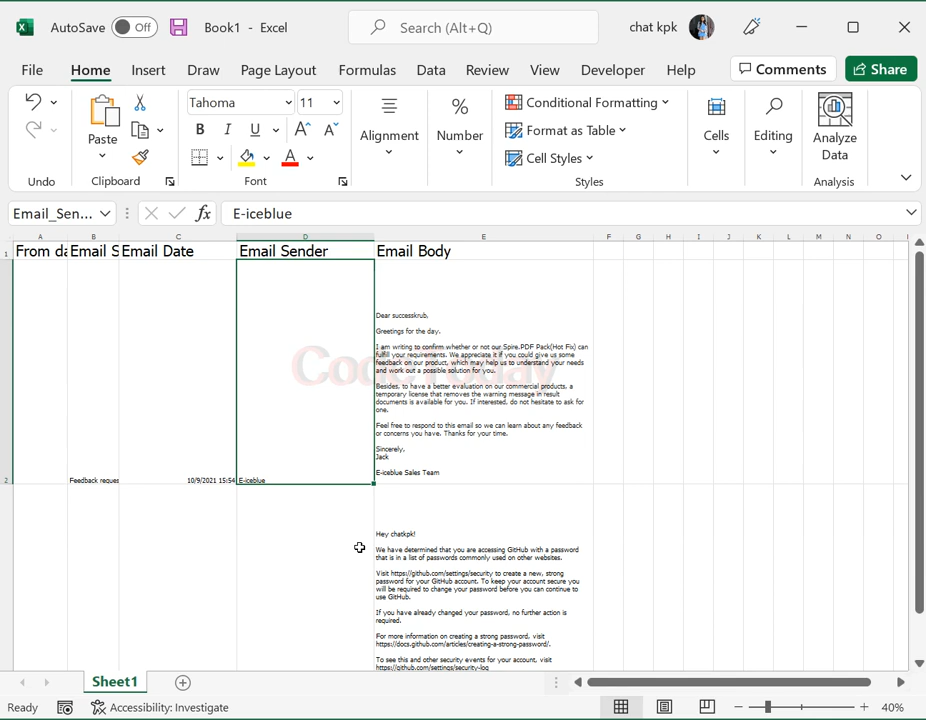 AutoSave Off Book1 - Excel Search (Alt+Q) chat kpk
File Home Insert Draw Page Layout Formulas Data Review View Developer Help Comments Share
Tahoma 11
Paste B I U A A A Alignment Number % Conditional Formatting Format as Table Cell Styles Cells Editing Analyze Data
Undo Clipboard Font Styles Analysis
Email_Sen... fx E-iceblue
A B C D E F G H I J K L M N O
1 From da Email S Email Date Email Sender Email Body
Dear successkrub,
Greetings for the day.
I am writing to confirm whether or not our Spire.PDF Pack(Hot Fix) can
fulfill your requirements. We appreciate it if you could give us some
feedback on our product, which may help us to understand your needs
and work out a possible solution for you.
CodeToday
Besides, to have a better evaluation on our commercial products, a
temporary license that removes the warning message in result
documents is available for you. If interested, do not hesitate to ask for
one.
Feel free to respond to this email so we can learn about any feedback
or concerns you have. Thanks for your time.
Sincerely,
Jack
E-iceblue Sales Team
2 Feedback reques 10/9/2021 15:54 E-iceblue
Hey chatkpk!
We have determined that you are accessing GitHub with a password
that is in a list of passwords commonly used on other websites.
Visit https://github.com/settings/security to create a new, strong
password for your GitHub account. To keep your account secure you
will be required to change your password before you can continue to
use GitHub.
If you have already changed your password, no further action is
required.
For more information on creating a strong password, visit
https://docs.github.com/articles/creating-a-strong-password/.
To see this and other security events for your account, visit
https://github.com/settings/security-log
Sheet1
Ready Accessibility: Investigate 40%